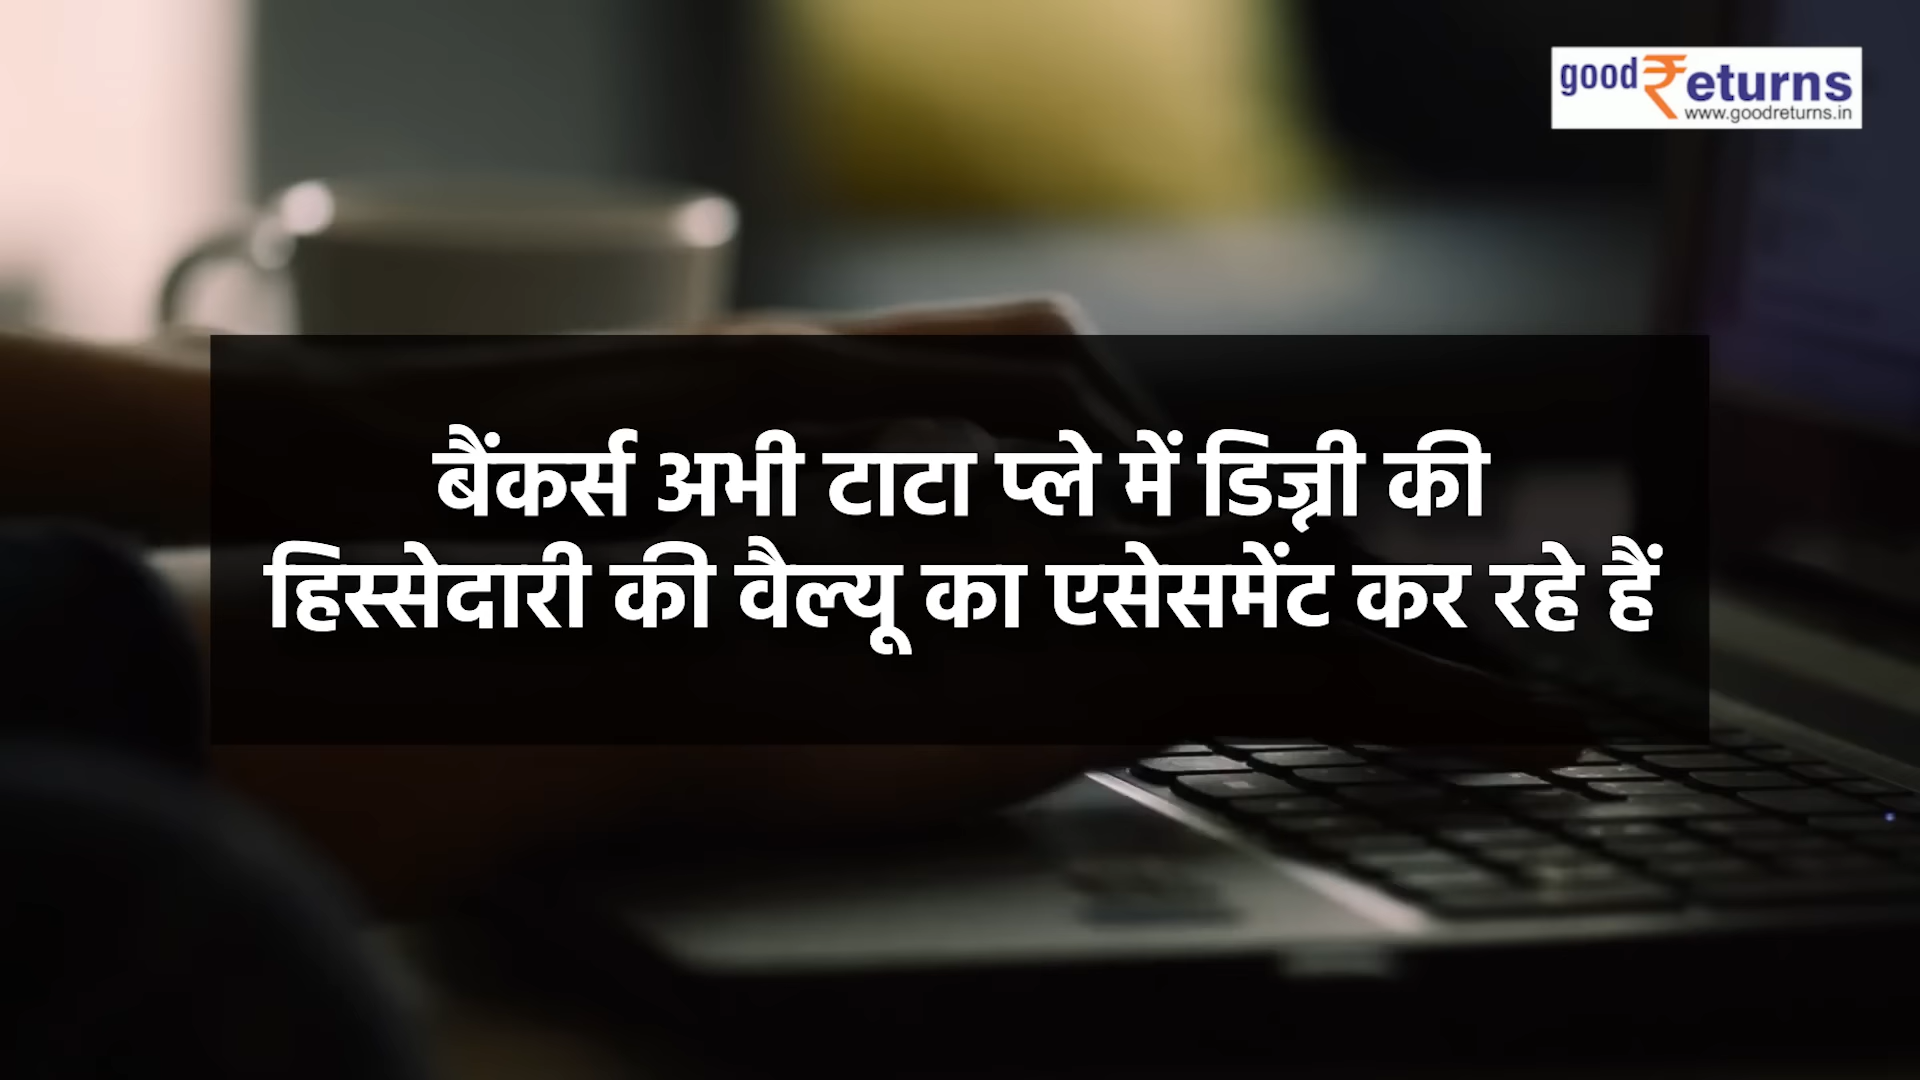 goodReturns
www.goodreturns.in
बैंकर्स अभी टाटा प्ले में डिज्नी की
हिस्सेदारी की वैल्यू का एसेसमेंट कर रहे हैं